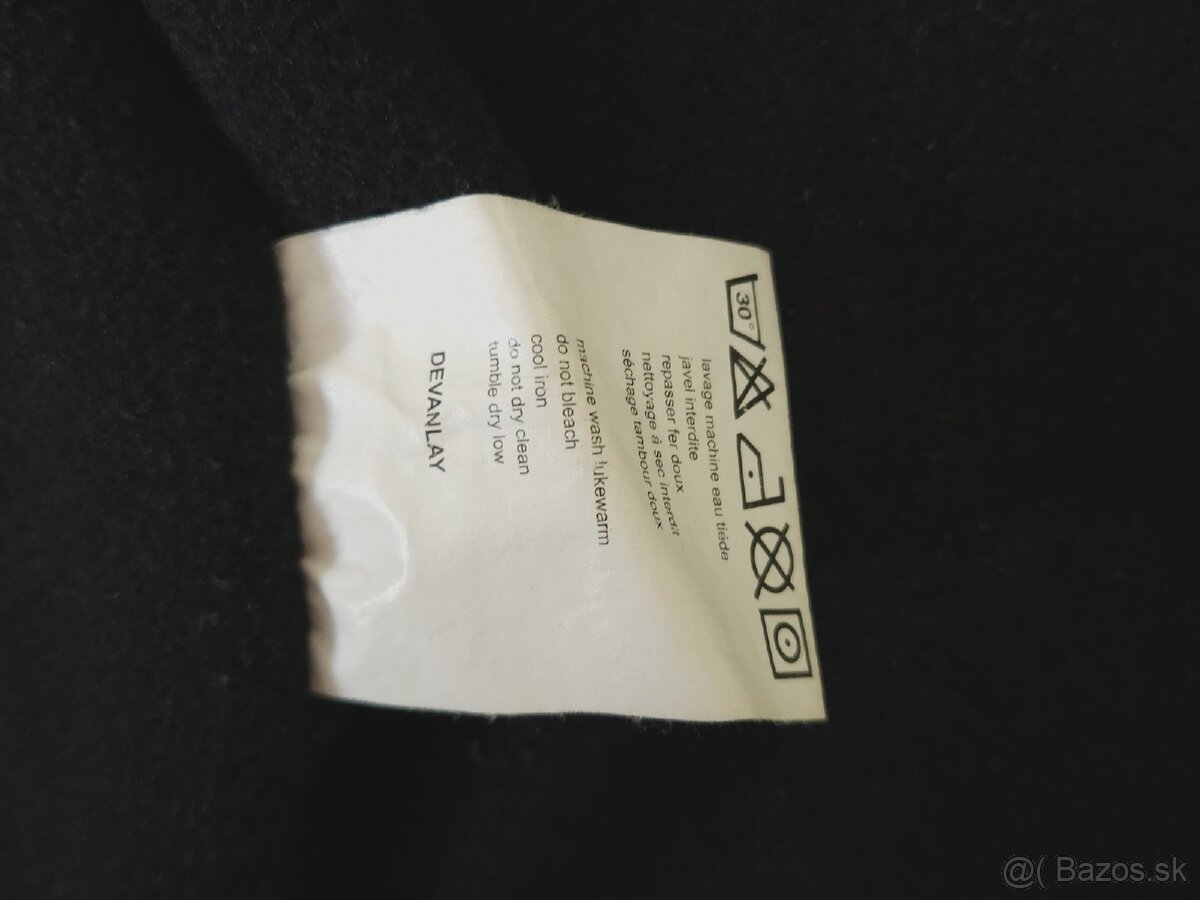 30°
lavage machine eau tiède
javel interdite
repasser fer doux
nettoyage à sec interdit
séchage tambour doux
machine wash lukewarm
do not bleach
cool iron
do not dry clean
tumble dry low
DEVANLAY
@( Bazos.sk